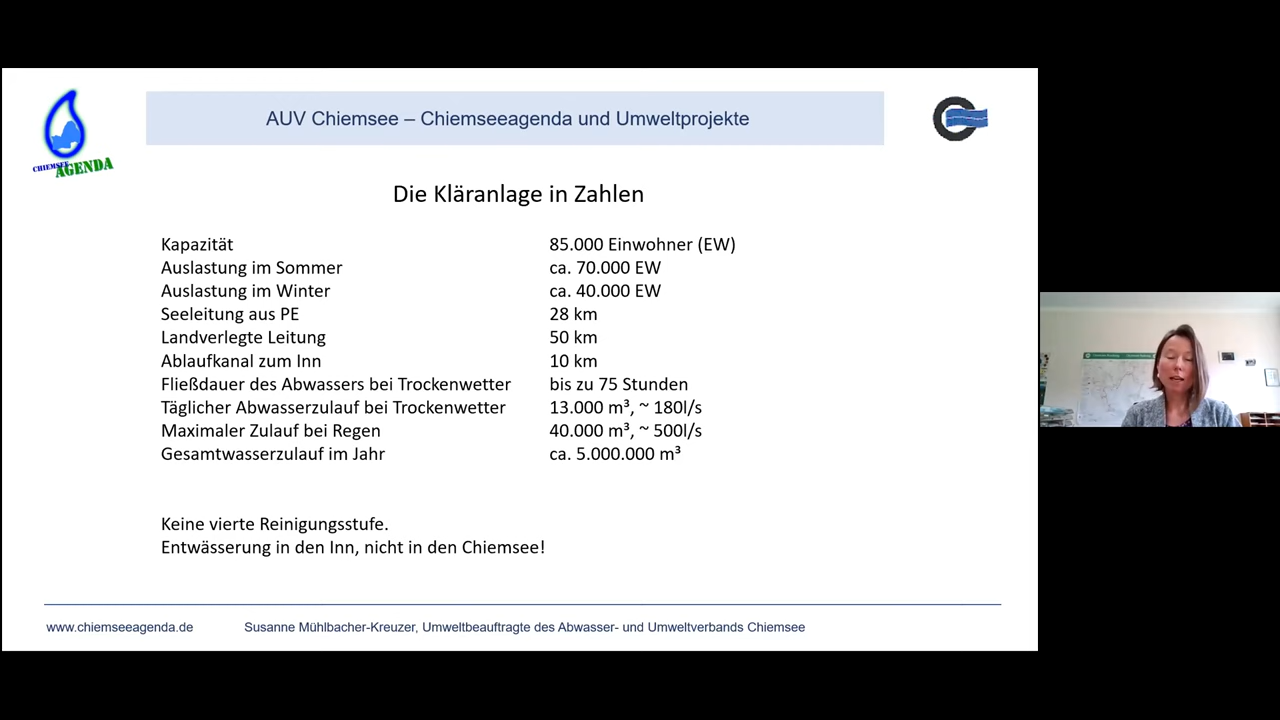 CHIEMSEE
AGENDA
AUV Chiemsee – Chiemseeagenda und Umweltprojekte
Die Kläranlage in Zahlen
Kapazität 85.000 Einwohner (EW)
Auslastung im Sommer ca. 70.000 EW
Auslastung im Winter ca. 40.000 EW
Seeleitung aus PE 28 km
Landverlegte Leitung 50 km
Ablaufkanal zum Inn 10 km
Fließdauer des Abwassers bei Trockenwetter bis zu 75 Stunden
Täglicher Abwasserzulauf bei Trockenwetter 13.000 m³, ~ 180l/s
Maximaler Zulauf bei Regen 40.000 m³, ~ 500l/s
Gesamtwasserzulauf im Jahr ca. 5.000.000 m³
Keine vierte Reinigungsstufe.
Entwässerung in den Inn, nicht in den Chiemsee!
www.chiemseeagenda.de Susanne Mühlbacher-Kreuzer, Umweltbeauftragte des Abwasser- und Umweltverbands Chiemsee